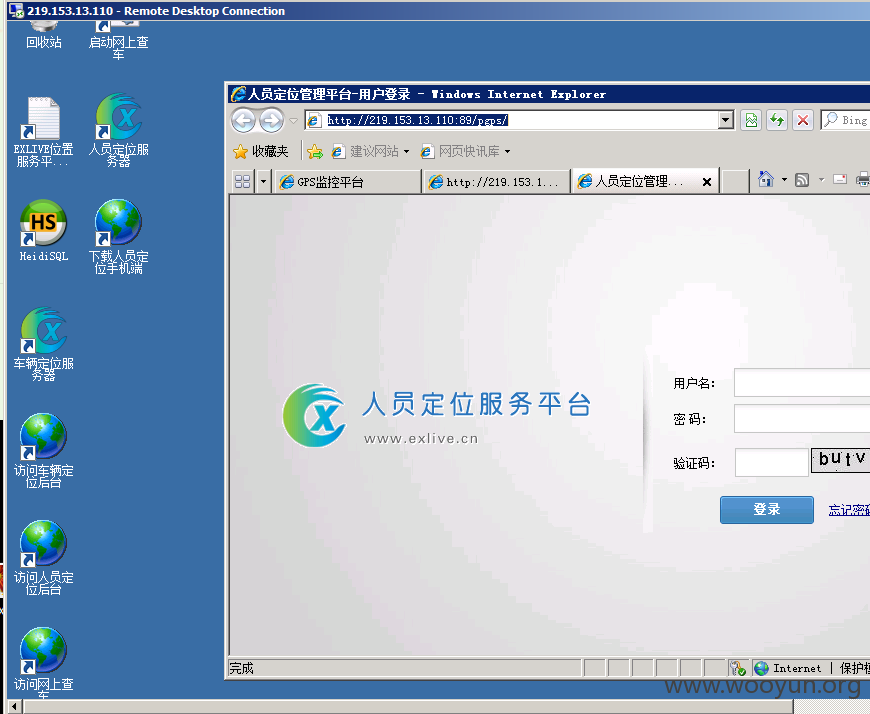 219.153.13.110 - Remote Desktop Connection
回收站
启动网上查
车
EXLIVE位置
服务平...
人员定位服
务器
HS
HeidiSQL
下载人员定
位手机端
车辆定位服
务器
访问车辆定
位后台
访问人员定
位后台
访问网上查
车
人员定位管理平台-用户登录 - Windows Internet Explorer
http://219.153.13.110:89/pgps/
Bing
收藏夹
建议网站
网页快讯库
GPS监控平台
http://219.153.1...
人员定位管理...
人员定位服务平台
www.exlive.cn
用户名:
密 码:
验证码:
butv
登录
忘记密码
完成
Internet | 保护模
www.wooyun.org